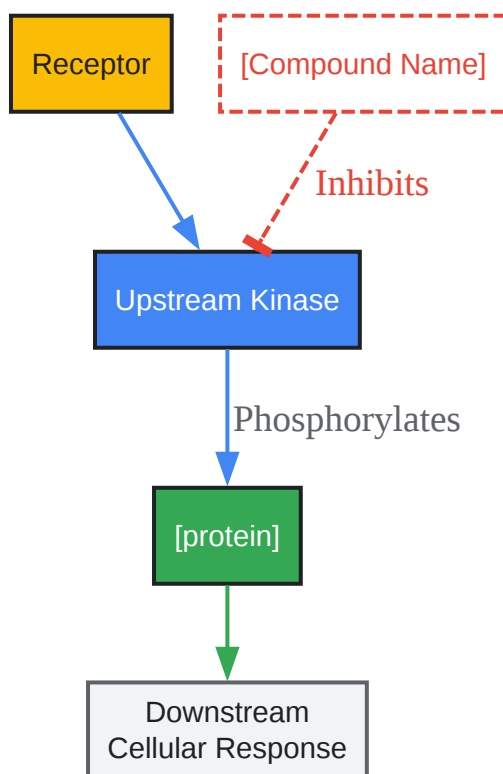 Receptor
[Compound Name]
Inhibits
Upstream Kinase
Phosphorylates
[protein]
Downstream
Cellular Response